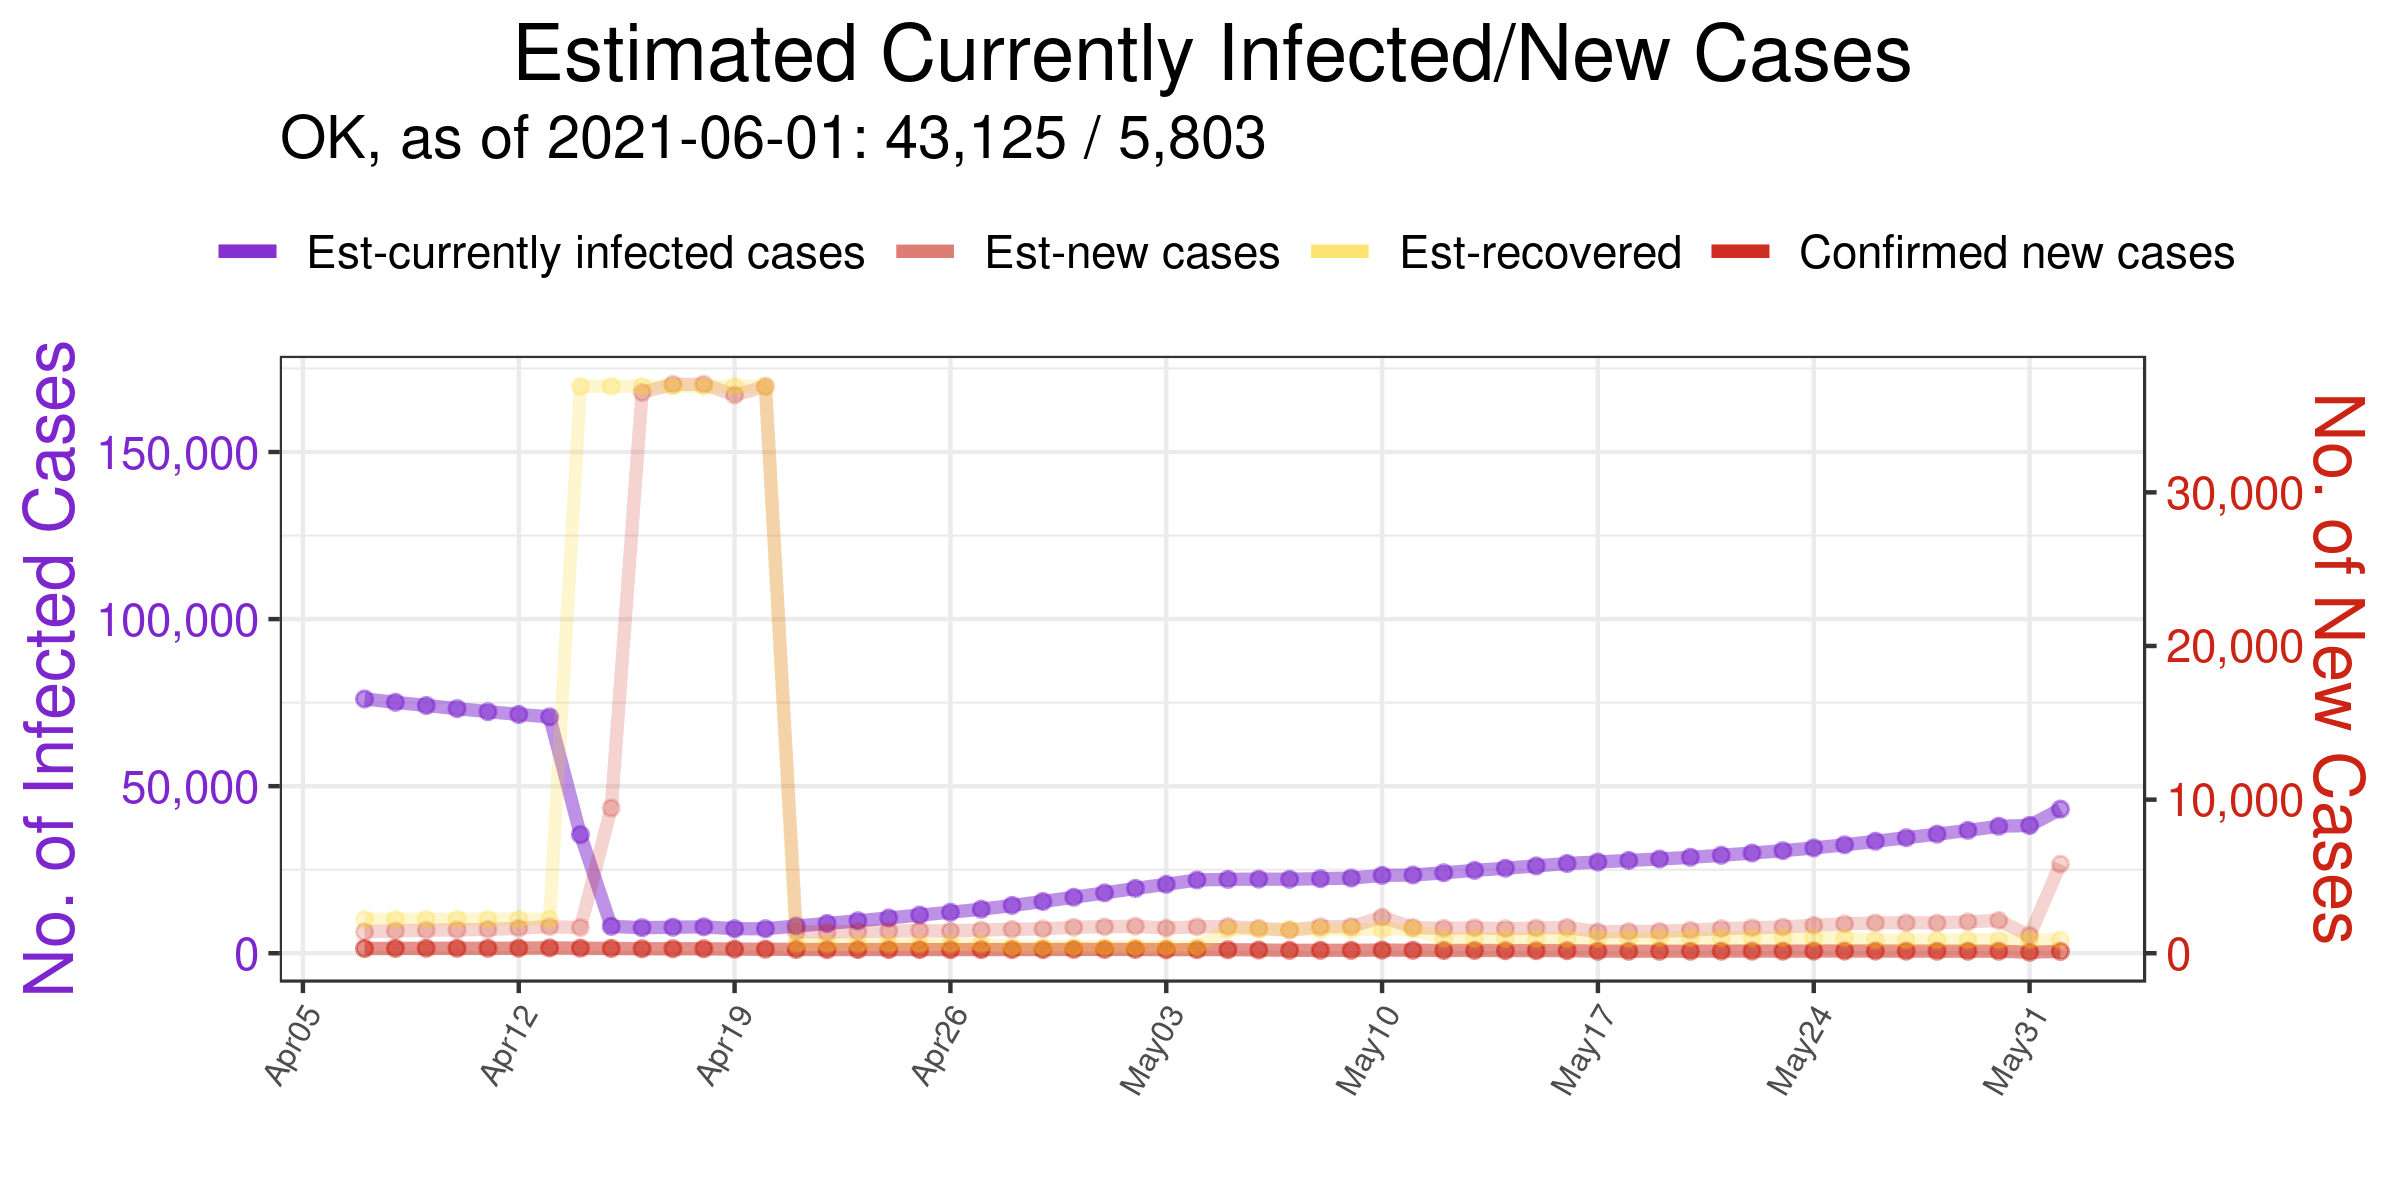 Estimated Currently Infected/New Cases
OK, as of 2021-06-01: 43,125 / 5,803
Est-currently infected cases Est-new cases Est-recovered Confirmed new cases
No. of Infected Cases
150,000
100,000
50,000
0
30,000
20,000
10,000
0
No. of New Cases
Apr05 Apr12 Apr19 Apr26 May03 May10 May17 May24 May31